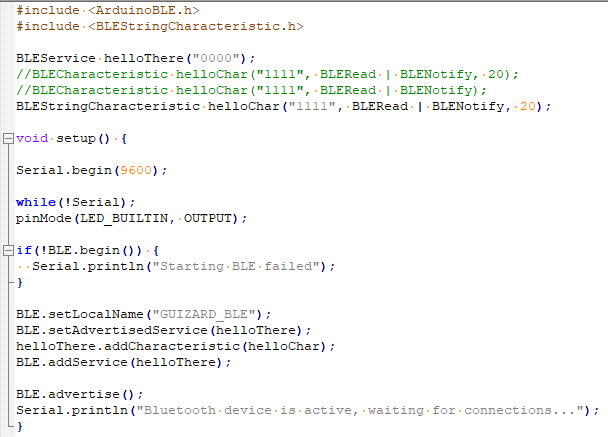 #include <ArduinoBLE.h>
#include <BLEStringCharacteristic.h>
BLEService helloThere("0000");
//BLECharacteristic helloChar("1111", BLERead | BLENotify, 20);
//BLECharacteristic helloChar("1111", BLERead | BLENotify);
BLEStringCharacteristic helloChar("1111", BLERead | BLENotify, 20);
void setup() {
Serial.begin(9600);
while(!Serial);
pinMode(LED_BUILTIN, OUTPUT);
if(!BLE.begin()) {
Serial.println("Starting BLE failed");
}
BLE.setLocalName("GUIZARD_BLE");
BLE.setAdvertisedService(helloThere);
helloThere.addCharacteristic(helloChar);
BLE.addService(helloThere);
BLE.advertise();
Serial.println("Bluetooth device is active, waiting for connections...");
}